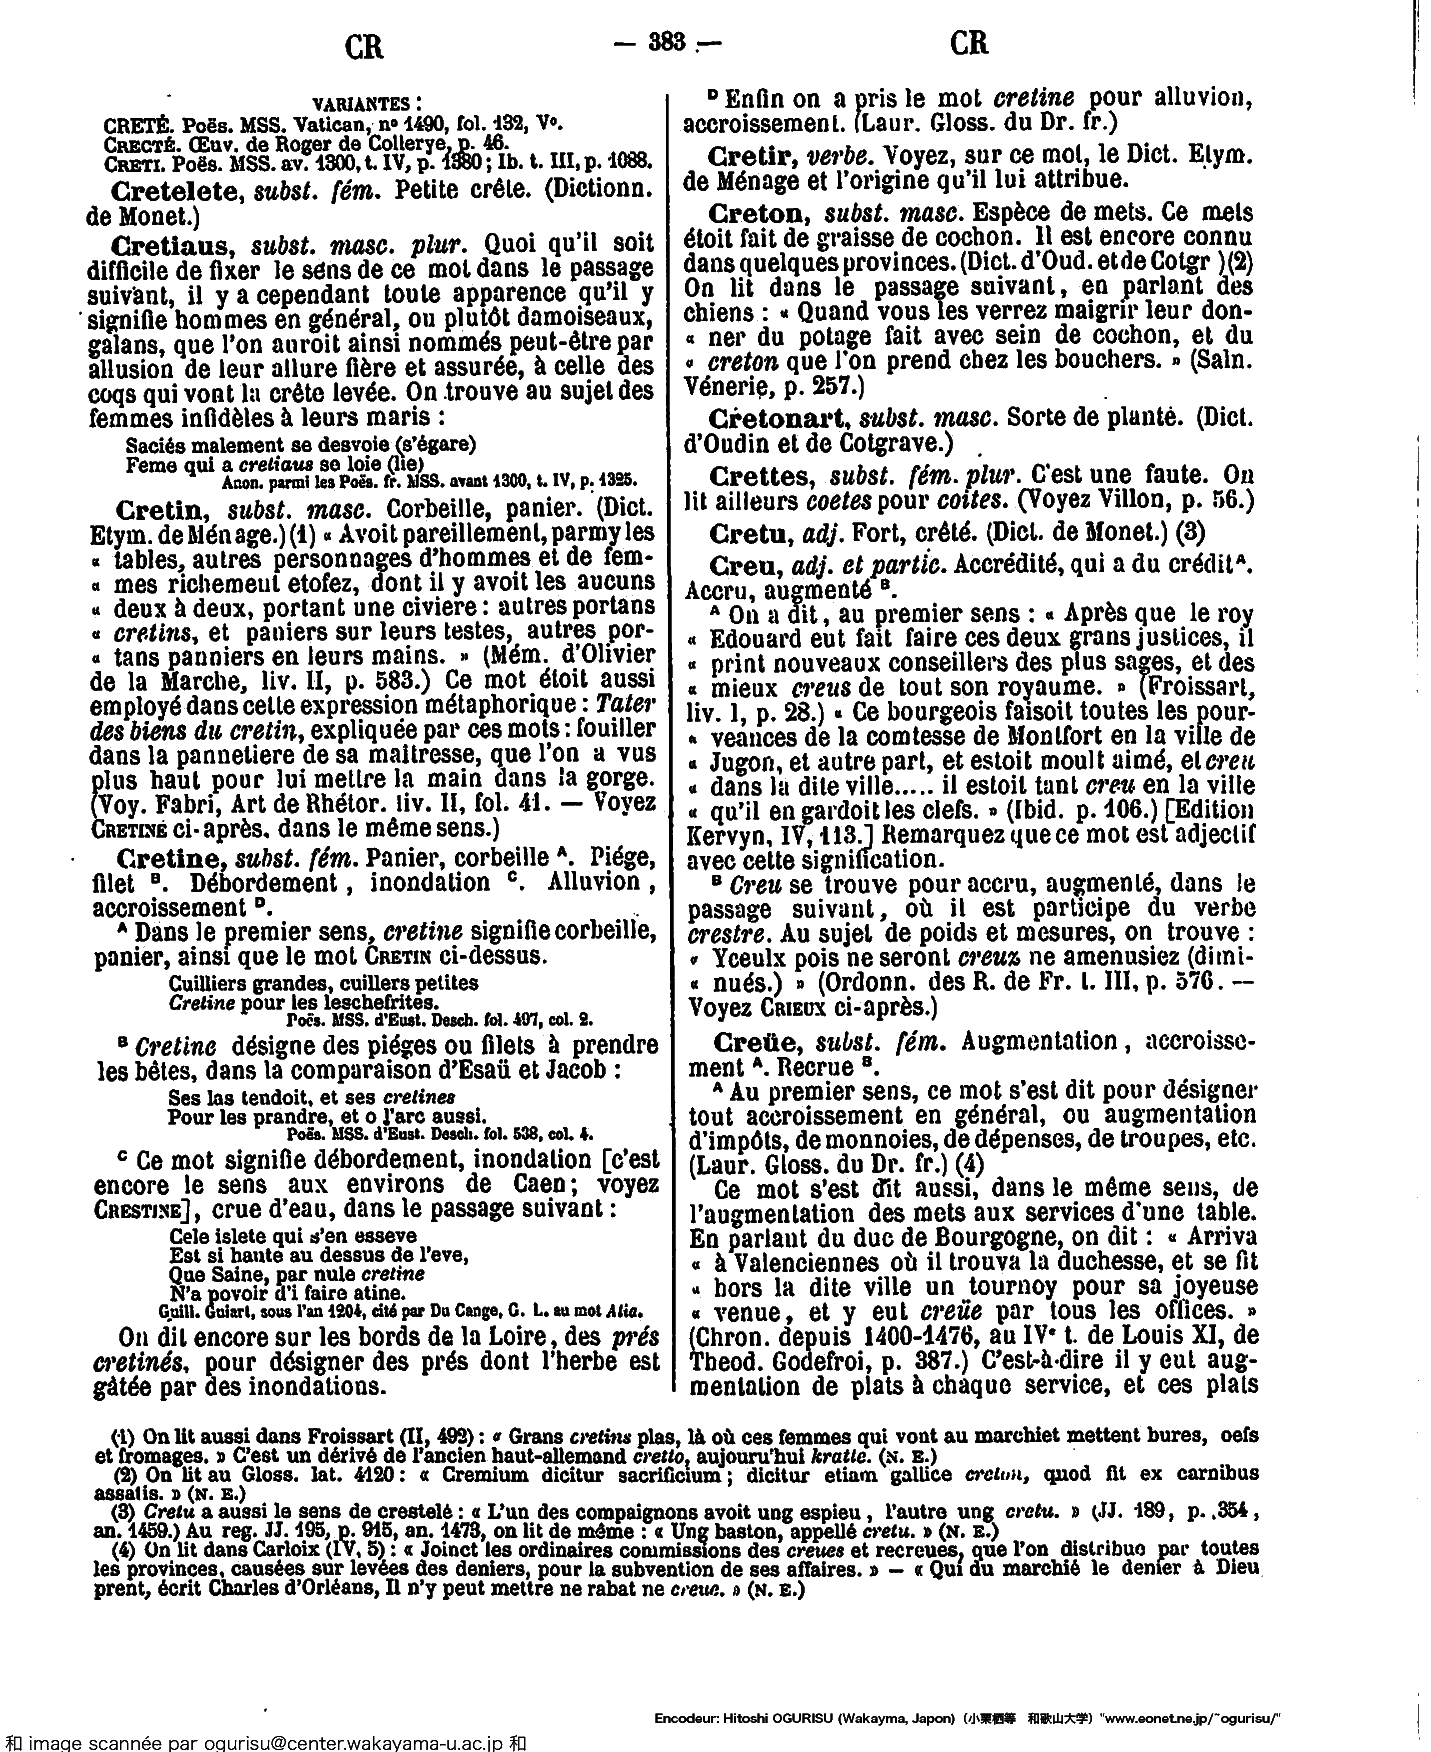 CR
— 383 —
CR
VARIANTES :
CRETÉ. Poës. MSS. Vatican, nº 1490, fol. 132, Vº.
CRECTÉ. Œuv. de Roger de Collerye, p. 46.
CRETI. Poës. MSS. av. 1300, t. IV, p. 1380 ; Ib. t. III, p. 1088.
Cretelete, subst. fém. Petite crête. (Dictionn.
de Monet.)
Cretiaus, subst. masc. plur. Quoi qu'il soit
difficile de fixer le sens de ce mot dans le passage
suivant, il y a cependant toute apparence qu'il y
signifie hommes en général, ou plutôt damoiseaux,
galans, que l'on auroit ainsi nommés peut-être par
allusion de leur allure fière et assurée, à celle des
coqs qui vont la crête levée. On trouve au sujet des
femmes infidèles à leurs maris :
Saciés malement se desvoie (s'égare)
Feme qui a cretiaus se loie (lie)
Anon. parmi les Poës. fr. MSS. avant 1300, t. IV, p. 1325.
Cretin, subst. masc. Corbeille, panier. (Dict.
Etym. de Ménage.) (1) « Avoit pareillement, parmy les
« tables, autres personnages d'hommes et de fem-
« mes richemeut etofez, dont il y avoit les aucuns
« deux à deux, portant une civiere : autres portans
« cretins, et paniers sur leurs testes, autres por-
« tans panniers en leurs mains. » (Mém. d'Olivier
de la Marche, liv. II, p. 583.) Ce mot étoit aussi
employé dans cette expression métaphorique : Tater
des biens du cretin, expliquée par ces mots : fouiller
dans la pannetiere de sa maîtresse, que l'on a vus
plus haut pour lui mettre la main dans la gorge.
(Voy. Fabri, Art de Rhétor. liv. II, fol. 41. — Voyez
CRETINE ci-après, dans le même sens.)
Cretine, subst. fém. Panier, corbeille A. Piége,
filet B. Débordement, inondation C. Alluvion,
accroissement D.
A Dans le premier sens, cretine signifie corbeille,
panier, ainsi que le mot CRETIN ci-dessus.
Cuilliers grandes, cuillers petites
Cretine pour les leschefrites.
Poës. MSS. d'Eust. Desch. fol. 497, col. 2.
B Cretine désigne des piéges ou filets à prendre
les bêtes, dans la comparaison d'Esaü et Jacob :
Ses las tendoit, et ses cretines
Pour les prandre, et o l'arc aussi.
Poës. MSS. d'Eust. Desch. fol. 538, col. 4.
C Ce mot signifie débordement, inondation [c'est
encore le sens aux environs de Caen ; voyez
CRESTINE], crue d'eau, dans le passage suivant :
Cele islete qui s'en esseve
Est si haute au dessus de l'eve,
Que Saine, par nule cretine
N'a povoir d'i faire atine.
Guill. Guiart, sous l'an 1204, cité par Du Cange, G. L. au mot Atia.
On dit encore sur les bords de la Loire, des prés
cretinés, pour désigner des prés dont l'herbe est
gâtée par des inondations.
D Enfin on a pris le mot cretine pour alluvion,
accroissement. (Laur. Gloss. du Dr. fr.)
Cretir, verbe. Voyez, sur ce mot, le Dict. Etym.
de Ménage et l'origine qu'il lui attribue.
Creton, subst. masc. Espèce de mets. Ce mets
étoit fait de graisse de cochon. Il est encore connu
dans quelques provinces. (Dict. d'Oud. et de Cotgr )(2)
On lit dans le passage suivant, en parlant des
chiens : « Quand vous les verrez maigrir leur don-
« ner du potage fait avec sein de cochon, et du
« creton que l'on prend chez les bouchers. » (Saln.
Vénerie, p. 257.)
Cretonart, subst. masc. Sorte de plante. (Dict.
d'Oudin et de Cotgrave.)
Crettes, subst. fém. plur. C'est une faute. On
lit ailleurs coetes pour coites. (Voyez Villon, p. 56.)
Cretu, adj. Fort, crêté. (Dict. de Monet.) (3)
Creu, adj. et partic. Accrédité, qui a du crédit A.
Accru, augmenté B.
A On a dit, au premier sens : « Après que le roy
« Edouard eut fait faire ces deux grans justices, il
« print nouveaux conseillers des plus sages, et des
« mieux creus de tout son royaume. » (Froissart,
liv. I, p. 28.) « Ce bourgeois faisoit toutes les pour-
« veances de la comtesse de Montfort en la ville de
« Jugon, et autre part, et estoit moult aimé, et creu
« dans la dite ville..... il estoit tant creu en la ville
« qu'il en gardoit les clefs. » (Ibid. p. 106.) [Edition
Kervyn, IV, 113.] Remarquez que ce mot est adjectif
avec cette signification.
B Creu se trouve pour accru, augmenté, dans le
passage suivant, où il est participe du verbe
crestre. Au sujet de poids et mesures, on trouve :
« Yceulx pois ne seront creuz ne amenusiez (dimi-
« nués.) » (Ordonn. des R. de Fr. t. III, p. 576. —
Voyez CRIEUX ci-après.)
Creüe, subst. fém. Augmentation, accroisse-
ment A. Recrue B.
A Au premier sens, ce mot s'est dit pour désigner
tout accroissement en général, ou augmentation
d'impôts, de monnoies, de dépenses, de troupes, etc.
(Laur. Gloss. du Dr. fr.) (4)
Ce mot s'est dit aussi, dans le même sens, de
l'augmentation des mets aux services d'une table.
En parlant du duc de Bourgogne, on dit : « Arriva
« à Valenciennes où il trouva la duchesse, et se fit
« hors la dite ville un tournoy pour sa joyeuse
« venue, et y eut creüe par tous les offices. »
(Chron. depuis 1400-1476, au IVe t. de Louis XI, de
Theod. Godefroi, p. 387.) C'est-à-dire il y eut aug-
mentation de plats à chaque service, et ces plats
(1) On lit aussi dans Froissart (II, 492) : « Grans cretins plas, là où ces femmes qui vont au marchiet mettent bures, oefs
et fromages. » C'est un dérivé de l'ancien haut-allemand cretto, aujouru'hui kratte. (N. E.)
(2) On lit au Gloss. lat. 4120 : « Cremium dicitur sacrificium ; dicitur etiam gallice creton, quod fit ex carnibus
assatis. » (N. E.)
(3) Cretu a aussi le sens de crestelé : « L'un des compaignons avoit ung espieu, l'autre ung cretu. » (JJ. 189, p. 354,
an. 1459.) Au reg. JJ. 195, p. 915, an. 1473, on lit de même : « Ung baston, appellé cretu. » (N. E.)
(4) On lit dans Carloix (IV, 5) : « Joinct les ordinaires commissions des creues et recreues, que l'on distribue par toutes
les provinces, causées sur levées des deniers, pour la subvention de ses affaires. » — « Qui du marchié le denier à Dieu
prent, écrit Charles d'Orléans, Il n'y peut mettre ne rabat ne creue. » (N. E.)
Encodeur: Hitoshi OGURISU (Wakayma, Japon) (小栗栖等 和歌山大学) "www.eonet.ne.jp/~ogurisu/"
和 image scannée par ogurisu@center.wakayama-u.ac.jp 和